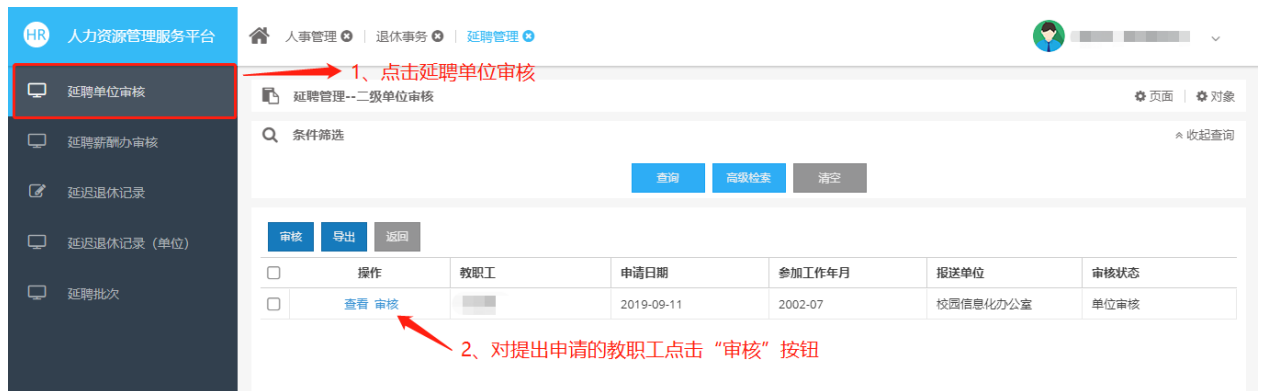 HR 人力资源管理服务平台
人事管理 退休事务 延聘管理
1、点击延聘单位审核
延聘单位审核
延聘薪酬办审核
延迟退休记录
延迟退休记录（单位）
延聘批次
延聘管理--二级单位审核 页面 对象
条件筛选 收起查询
查询 高级检索 清空
审核 导出 返回
操作 教职工 申请日期 参加工作年月 报送单位 审核状态
查看 审核 2019-09-11 2002-07 校园信息化办公室 单位审核
2、对提出申请的教职工点击“审核”按钮